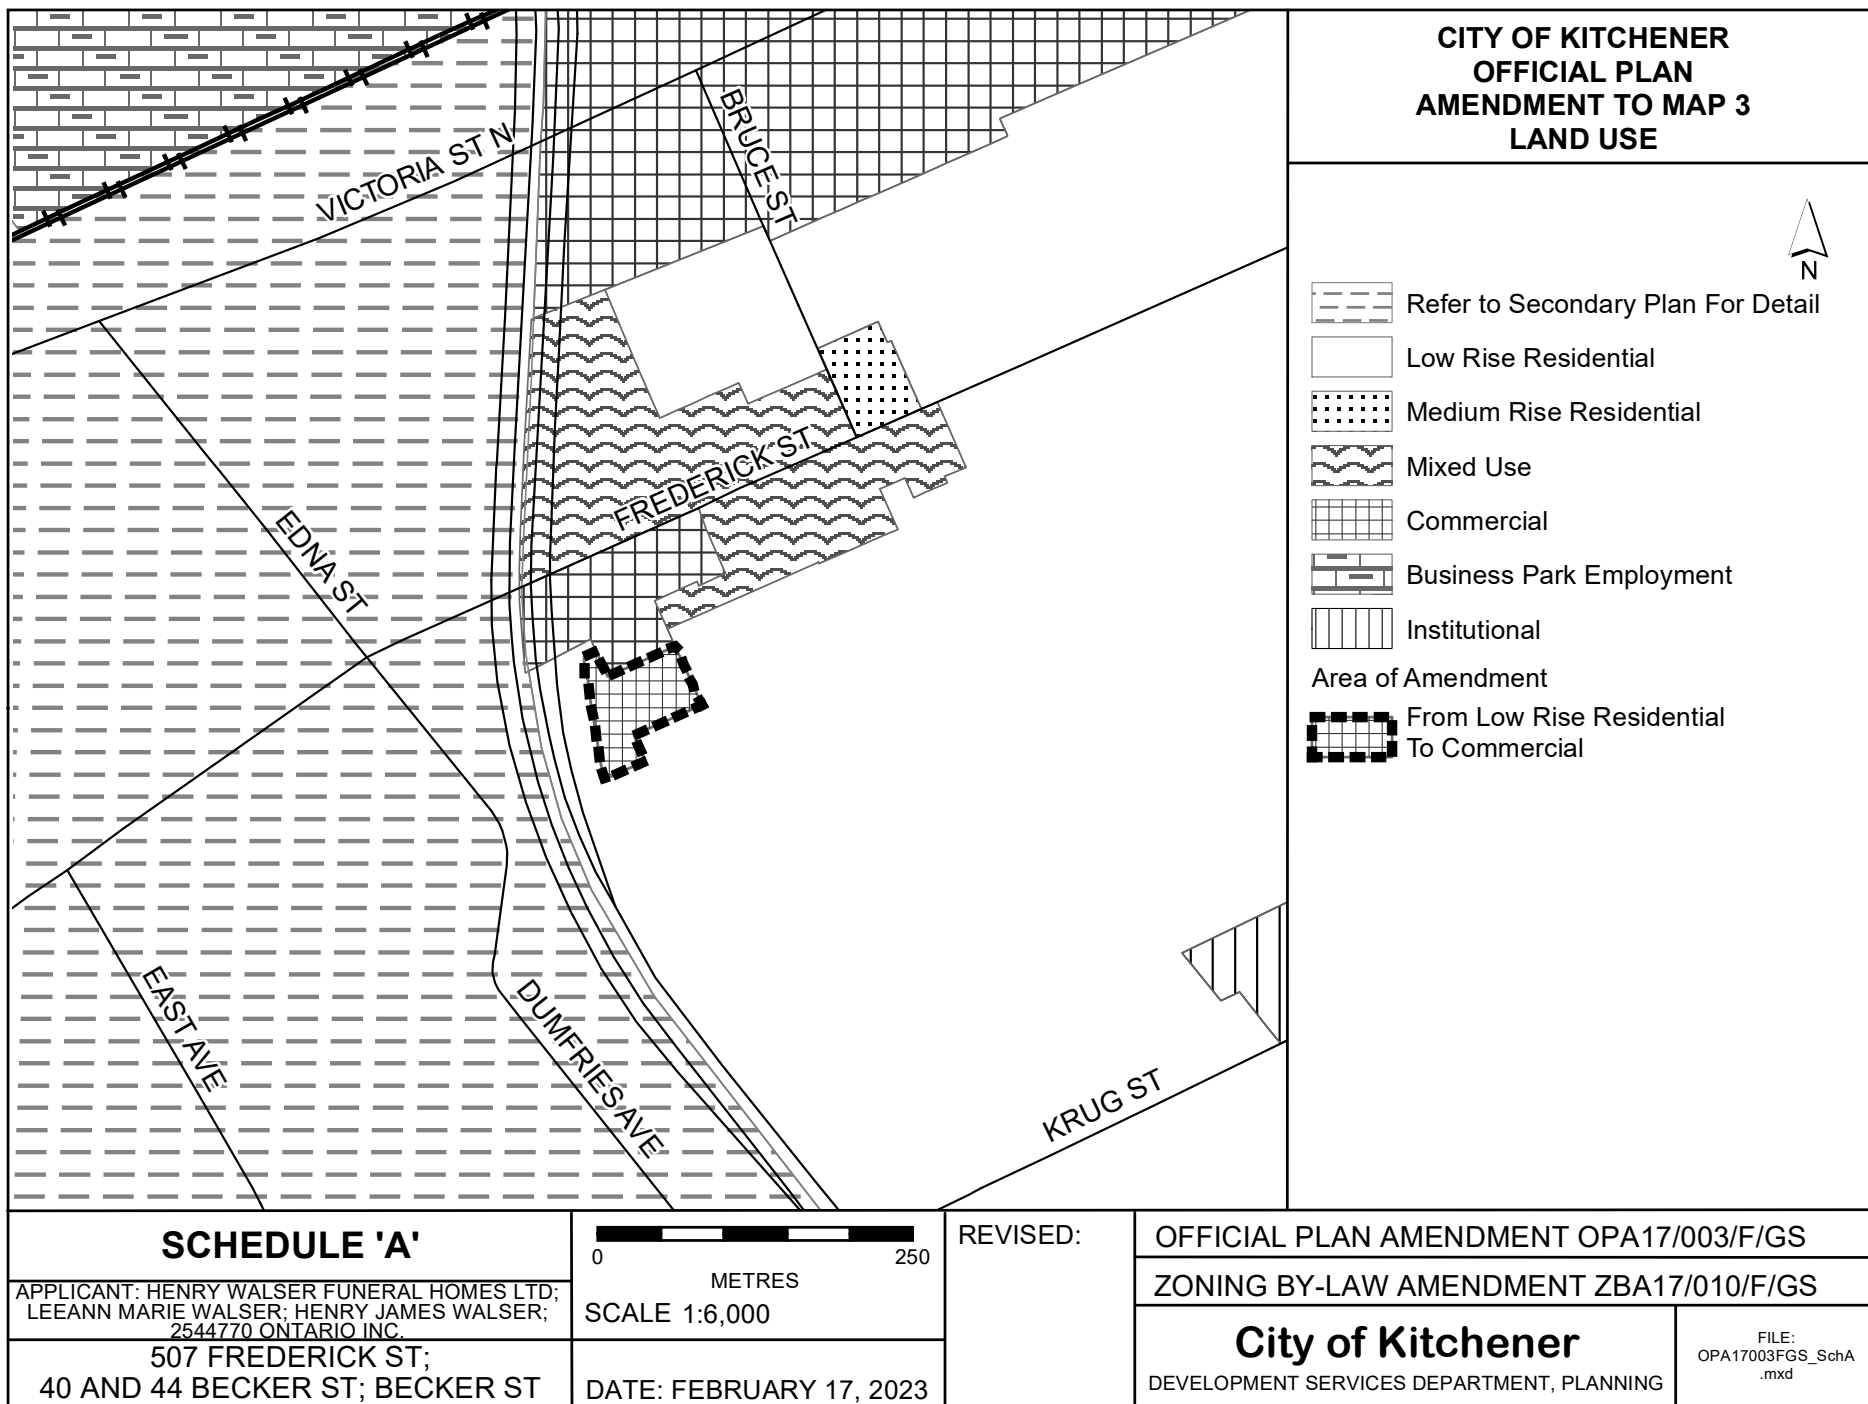 CITY OF KITCHENER
OFFICIAL PLAN
AMENDMENT TO MAP 3
LAND USE
N
Refer to Secondary Plan For Detail
Low Rise Residential
Medium Rise Residential
Mixed Use
Commercial
Business Park Employment
Institutional
Area of Amendment
From Low Rise Residential
To Commercial
VICTORIA ST N
BRUCE ST
FREDERICK ST
EDNA ST
EAST AVE
DUMFRIES AVE
KRUG ST
SCHEDULE 'A'
APPLICANT: HENRY WALSER FUNERAL HOMES LTD;
LEEANN MARIE WALSER; HENRY JAMES WALSER;
2544770 ONTARIO INC.
507 FREDERICK ST;
40 AND 44 BECKER ST; BECKER ST
0 250
METRES
SCALE 1:6,000
DATE: FEBRUARY 17, 2023
REVISED:
OFFICIAL PLAN AMENDMENT OPA17/003/F/GS
ZONING BY-LAW AMENDMENT ZBA17/010/F/GS
City of Kitchener
DEVELOPMENT SERVICES DEPARTMENT, PLANNING
FILE:
OPA17003FGS_SchA
.mxd